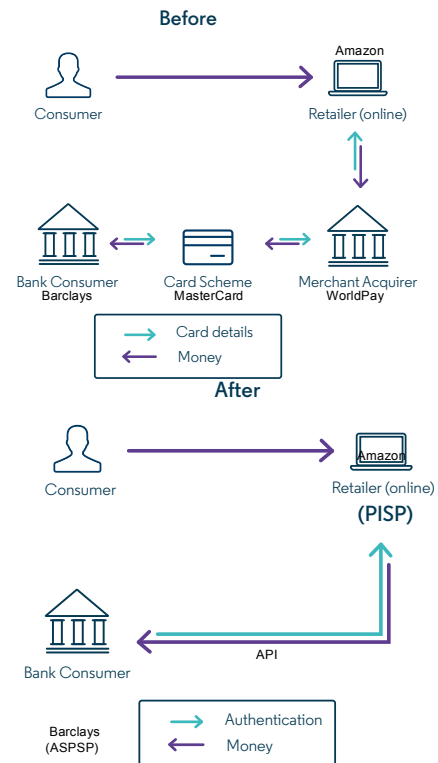 Before
Amazon
Consumer
Retailer (online)
Bank Consumer
Barclays
Card Scheme
MasterCard
Merchant Acquirer
WorldPay
Card details
Money
After
Amazon
Consumer
Retailer (online)
(PISP)
API
Bank Consumer
Barclays
(ASPSP)
Authentication
Money